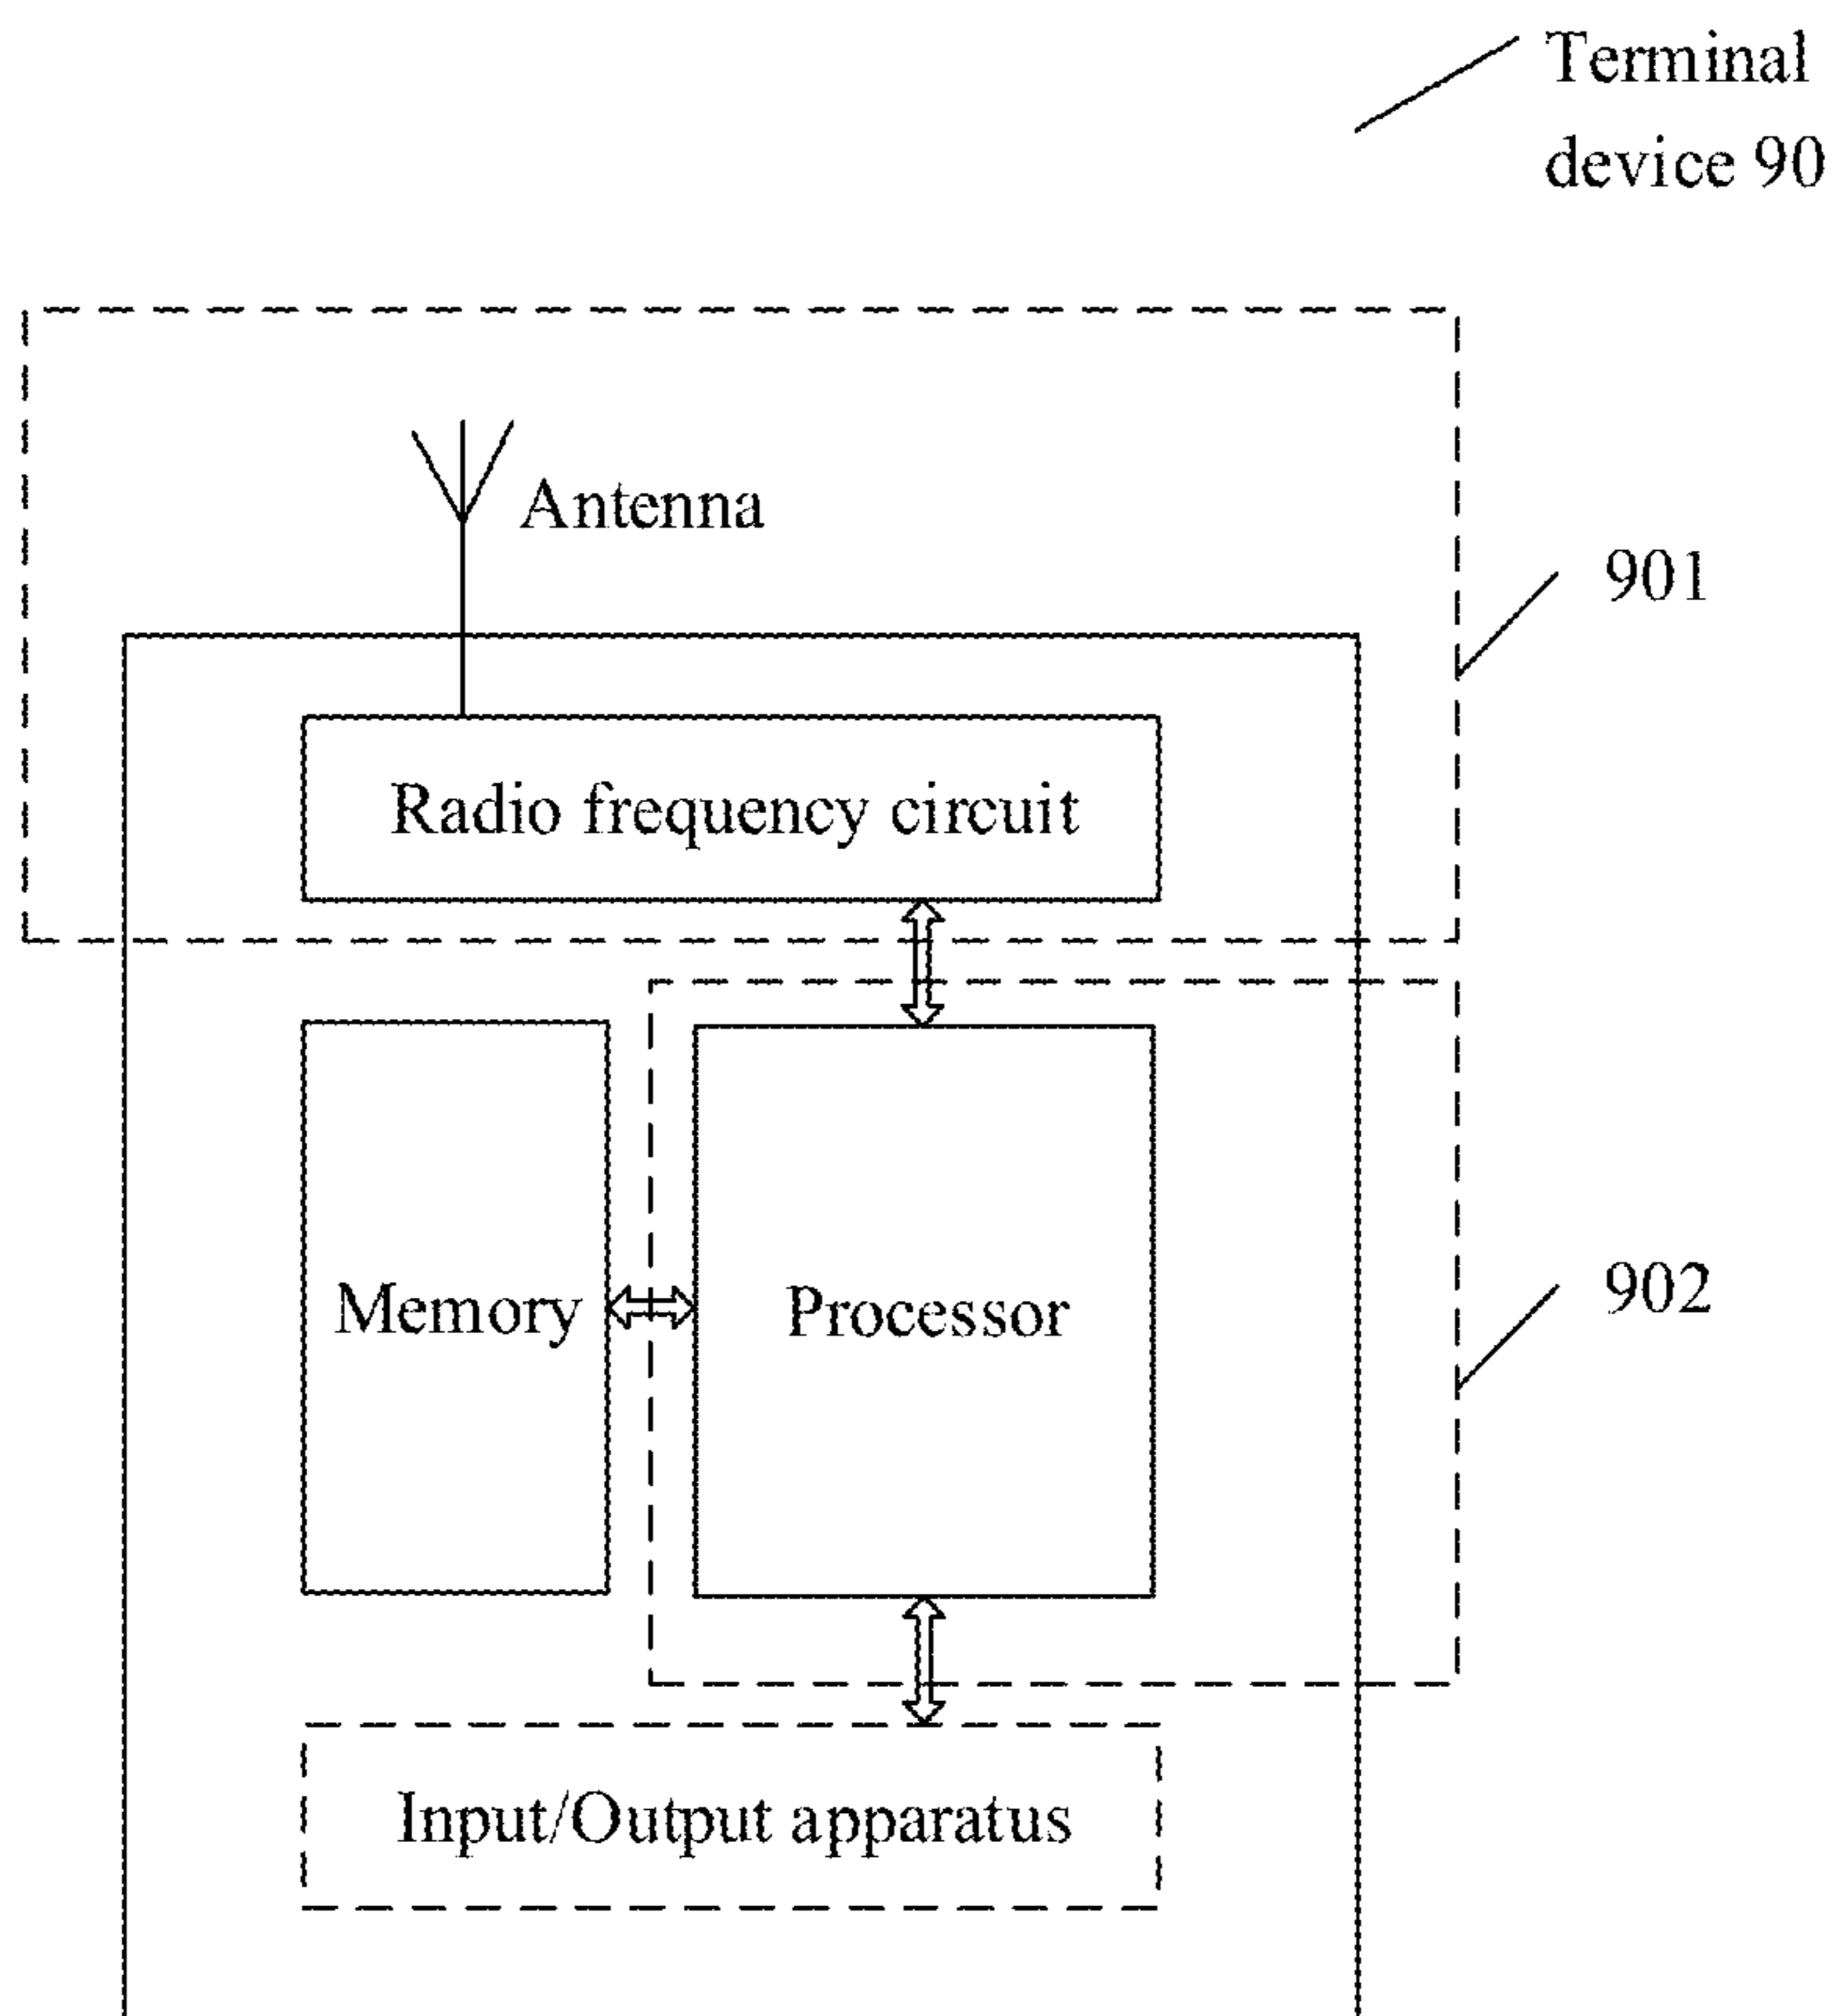 Terminal
device 90
Antenna
901
Radio frequency circuit
Memory
Processor
902
Input/Output apparatus